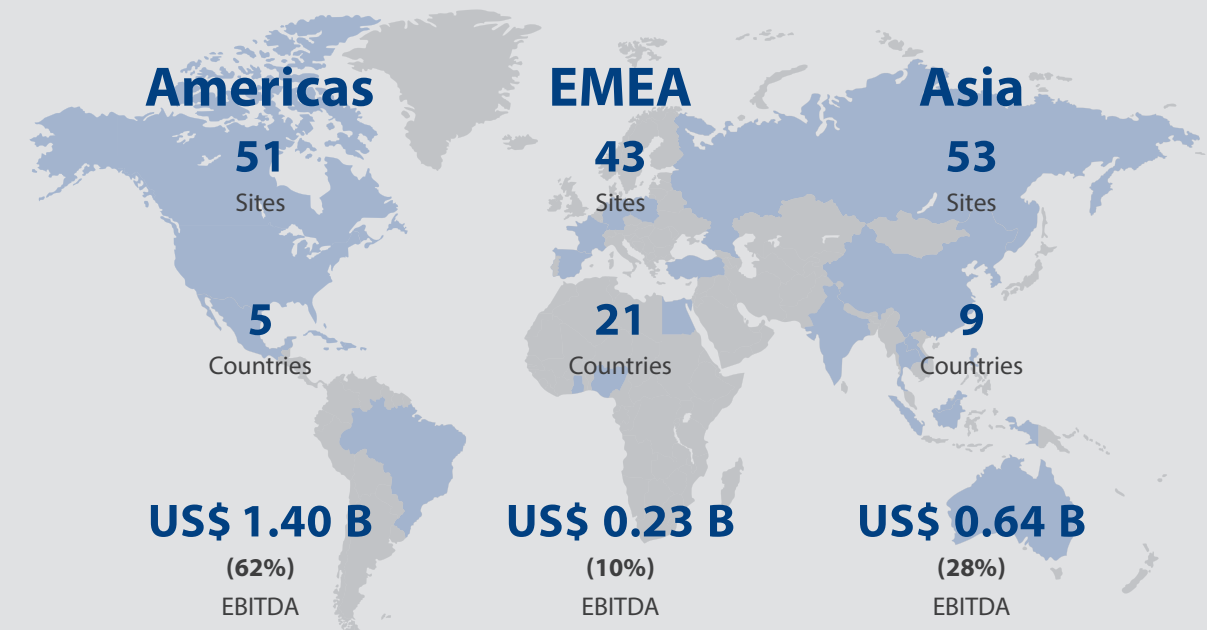 Americas
51
Sites
5
Countries
US$ 1.40 B
(62%)
EBITDA
EMEA
43
Sites
21
Countries
US$ 0.23 B
(10%)
EBITDA
Asia
53
Sites
9
Countries
US$ 0.64 B
(28%)
EBITDA